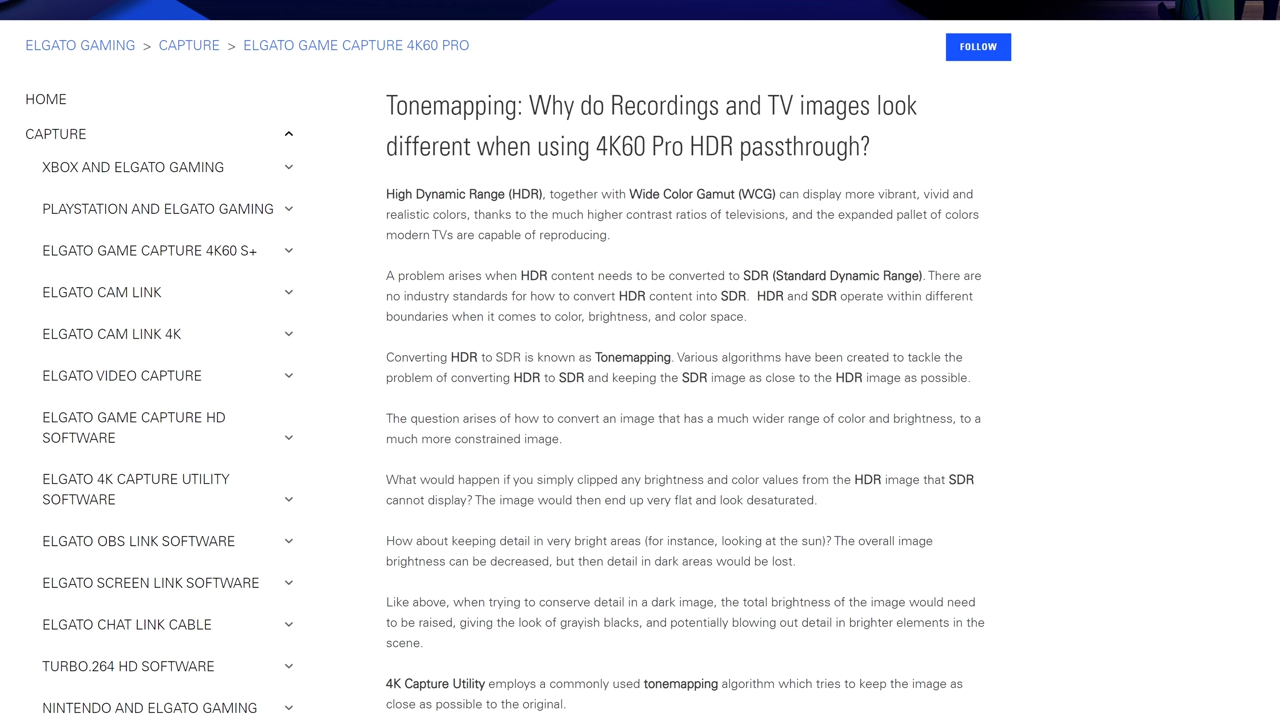 ELGATO GAMING > CAPTURE > ELGATO GAME CAPTURE 4K60 PRO
FOLLOW
HOME
CAPTURE
XBOX AND ELGATO GAMING
PLAYSTATION AND ELGATO GAMING
ELGATO GAME CAPTURE 4K60 S+
ELGATO CAM LINK
ELGATO CAM LINK 4K
ELGATO VIDEO CAPTURE
ELGATO GAME CAPTURE HD
SOFTWARE
ELGATO 4K CAPTURE UTILITY
SOFTWARE
ELGATO OBS LINK SOFTWARE
ELGATO SCREEN LINK SOFTWARE
ELGATO CHAT LINK CABLE
TURBO.264 HD SOFTWARE
NINTENDO AND ELGATO GAMING
Tonemapping: Why do Recordings and TV images look
different when using 4K60 Pro HDR passthrough?
High Dynamic Range (HDR), together with Wide Color Gamut (WCG) can display more vibrant, vivid and
realistic colors, thanks to the much higher contrast ratios of televisions, and the expanded pallet of colors
modern TVs are capable of reproducing.
A problem arises when HDR content needs to be converted to SDR (Standard Dynamic Range). There are
no industry standards for how to convert HDR content into SDR. HDR and SDR operate within different
boundaries when it comes to color, brightness, and color space.
Converting HDR to SDR is known as Tonemapping. Various algorithms have been created to tackle the
problem of converting HDR to SDR and keeping the SDR image as close to the HDR image as possible.
The question arises of how to convert an image that has a much wider range of color and brightness, to a
much more constrained image.
What would happen if you simply clipped any brightness and color values from the HDR image that SDR
cannot display? The image would then end up very flat and look desaturated.
How about keeping detail in very bright areas (for instance, looking at the sun)? The overall image
brightness can be decreased, but then detail in dark areas would be lost.
Like above, when trying to conserve detail in a dark image, the total brightness of the image would need
to be raised, giving the look of grayish blacks, and potentially blowing out detail in brighter elements in the
scene.
4K Capture Utility employs a commonly used tonemapping algorithm which tries to keep the image as
close as possible to the original.